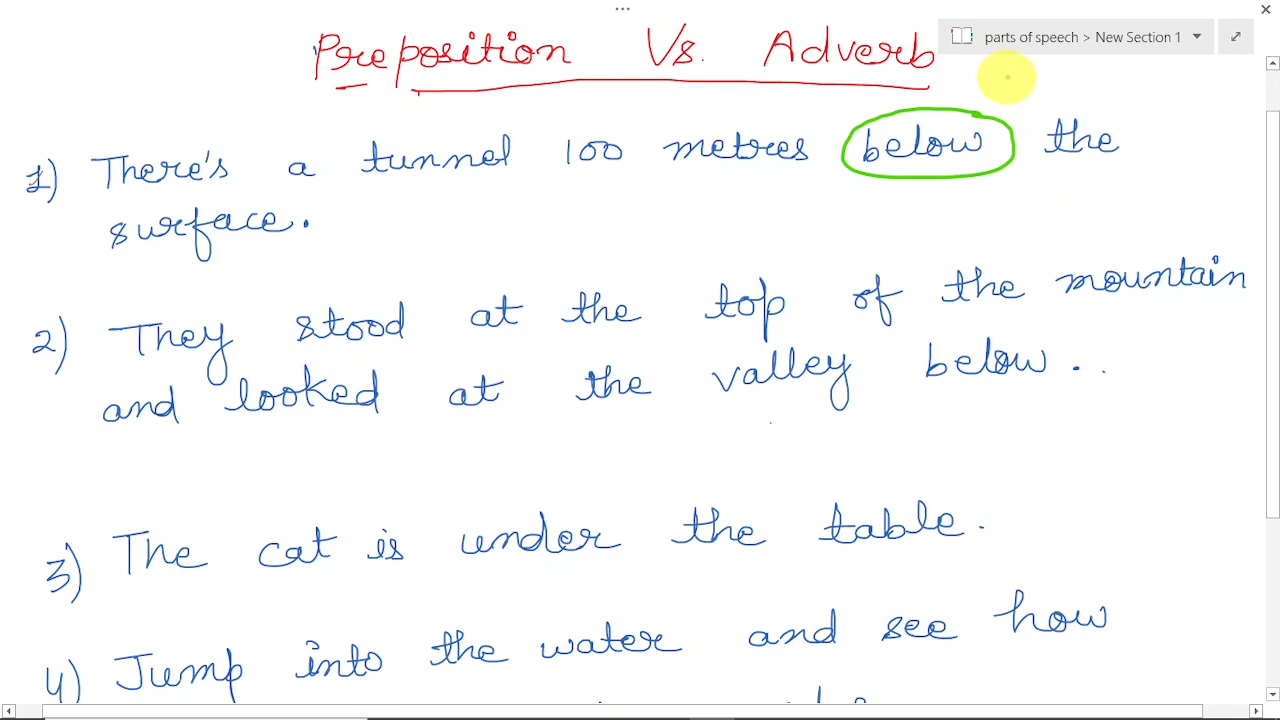 parts of speech > New Section 1
Preposition Vs. Adverb
1) There's a tunnel 100 metres below the
surface.
2) They stood at the top of the mountain
and looked at the valley below..
3) The cat is under the table.
4) Jump into the water and see how